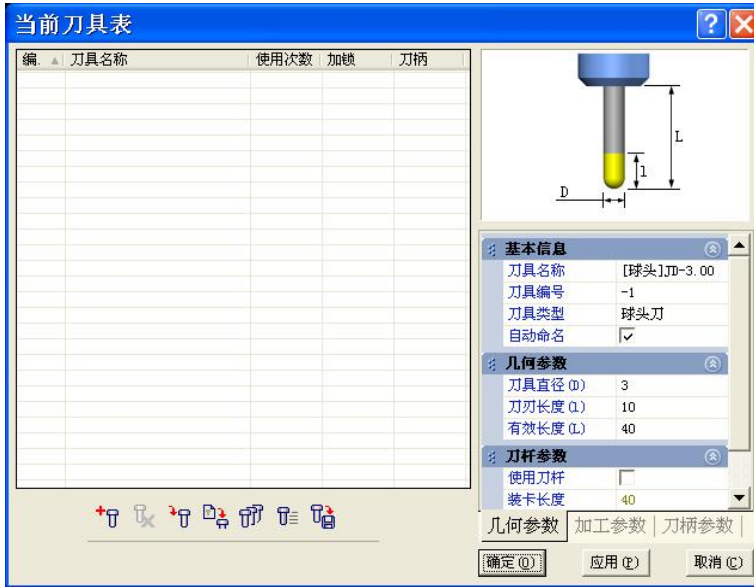 当前刀具表
编. 刀具名称 使用次数 加锁 刀柄
L
l
D
基本信息
刀具名称 [球头]JD-3.00
刀具编号 -1
刀具类型 球头刀
自动命名
几何参数
刀具直径(D) 3
刀刃长度(l) 10
有效长度(L) 40
刀杆参数
使用刀杆
装卡长度 40
几何参数 加工参数 刀柄参数
确定(O) 应用(P) 取消(C)